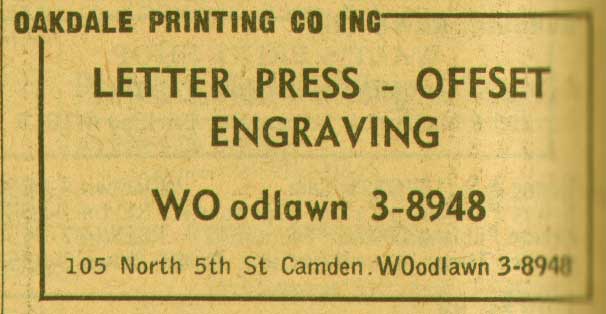 OAKDALE PRINTING CO INC
LETTER PRESS - OFFSET
ENGRAVING
WO odlawn 3-8948
105 North 5th St Camden. WOodlawn 3-8948